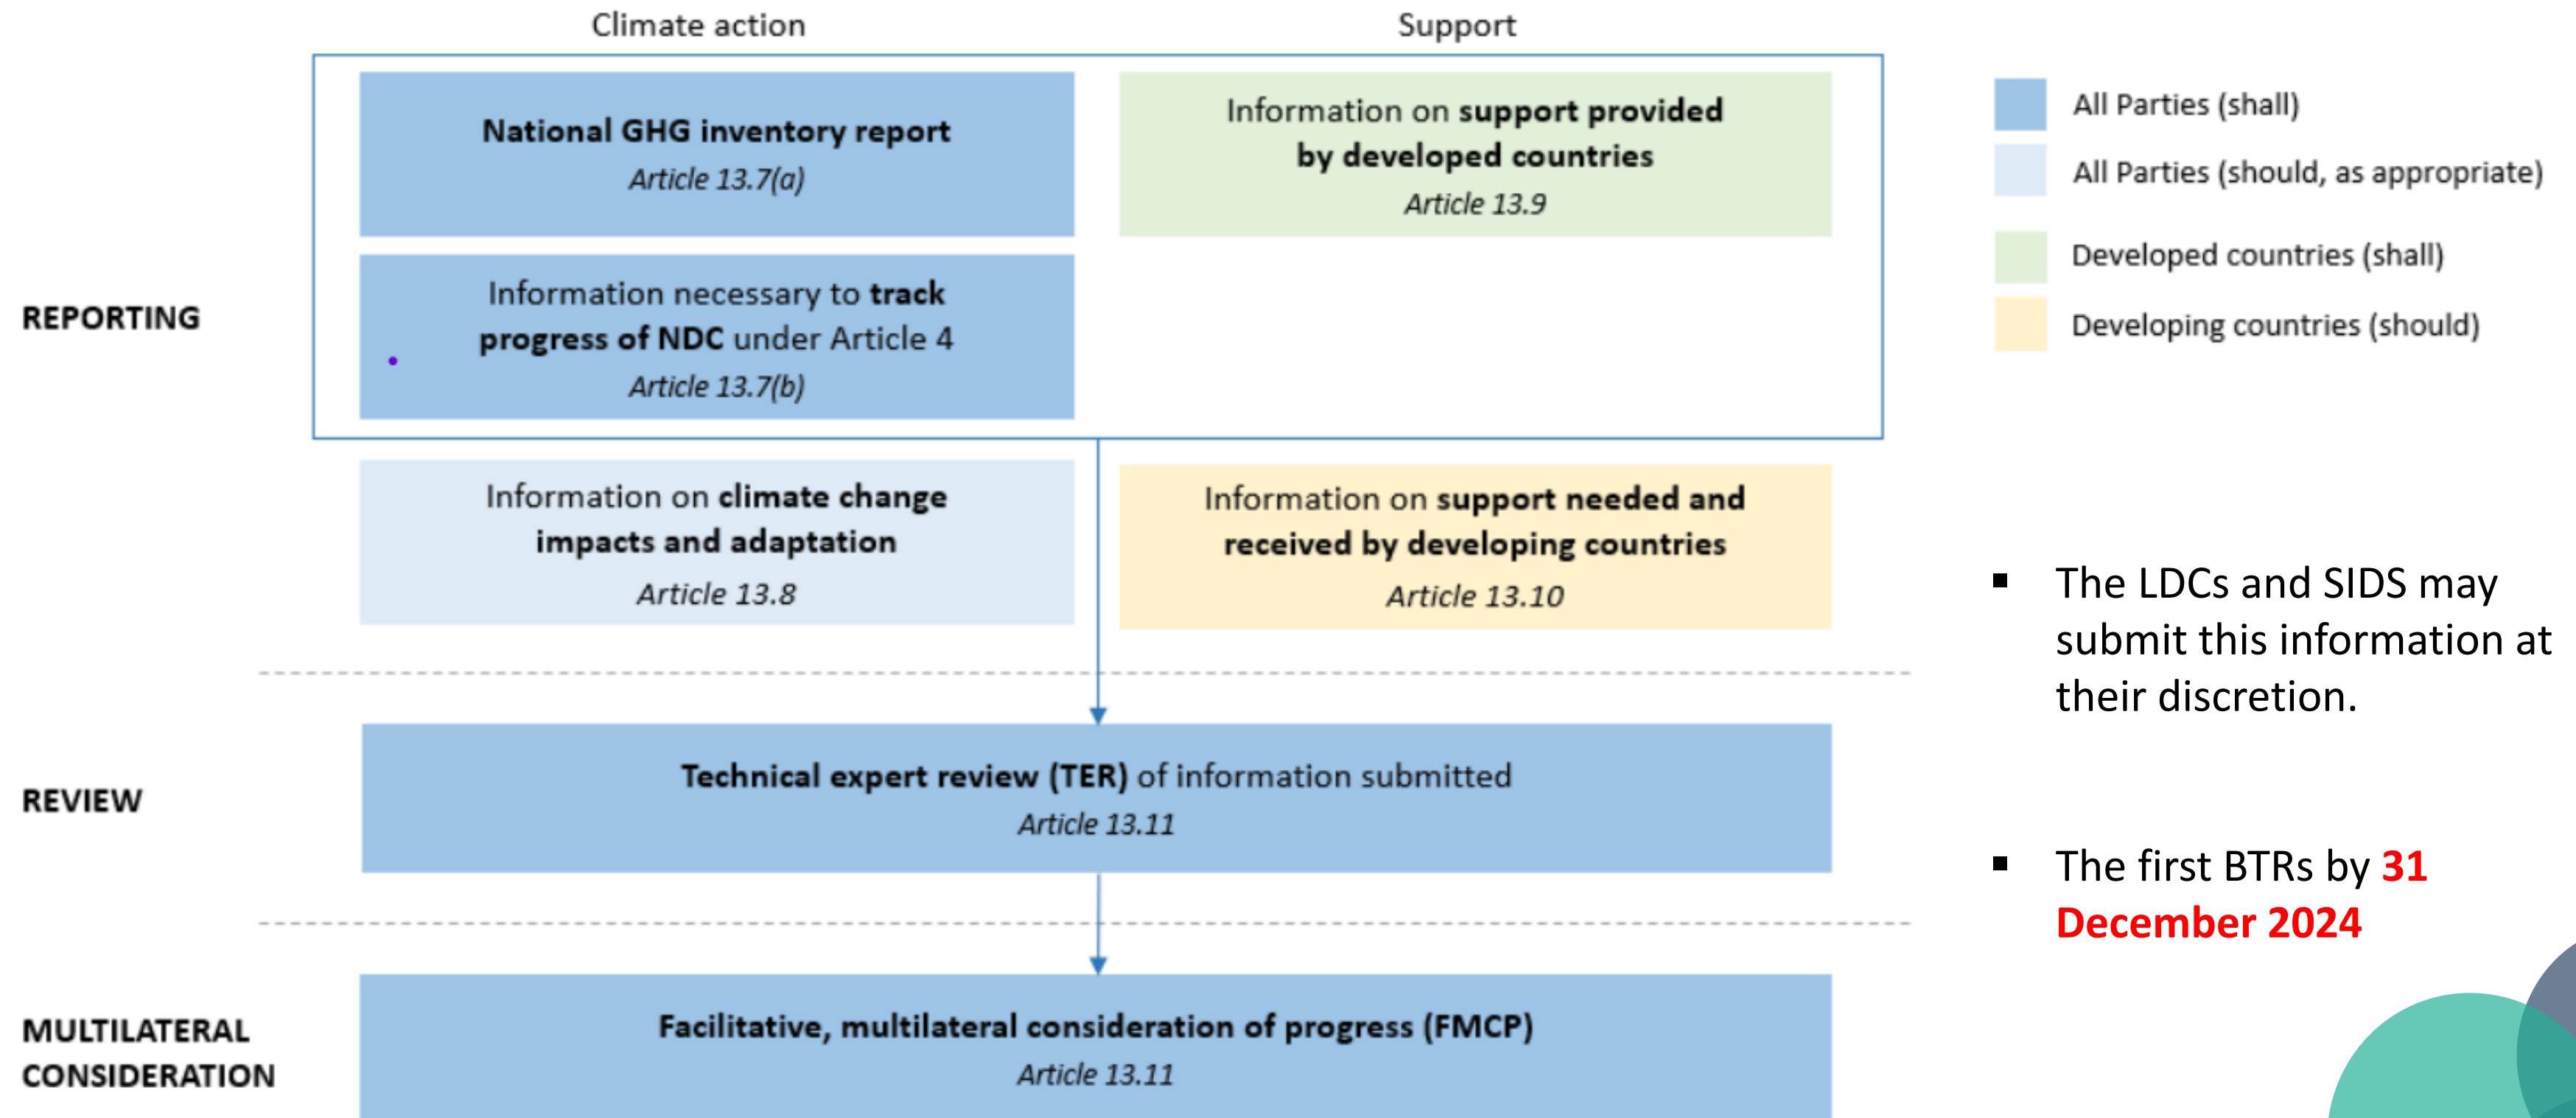 Climate action
Support
REPORTING
National GHG inventory report
Article 13.7(a)
Information on support provided
by developed countries
Article 13.9
Information necessary to track
progress of NDC under Article 4
Article 13.7(b)
Information on climate change
impacts and adaptation
Article 13.8
Information on support needed and
received by developing countries
Article 13.10
REVIEW
Technical expert review (TER) of information submitted
Article 13.11
MULTILATERAL
CONSIDERATION
Facilitative, multilateral consideration of progress (FMCP)
Article 13.11
All Parties (shall)
All Parties (should, as appropriate)
Developed countries (shall)
Developing countries (should)
▪ The LDCs and SIDS may
submit this information at
their discretion.
▪ The first BTRs by 31
December 2024